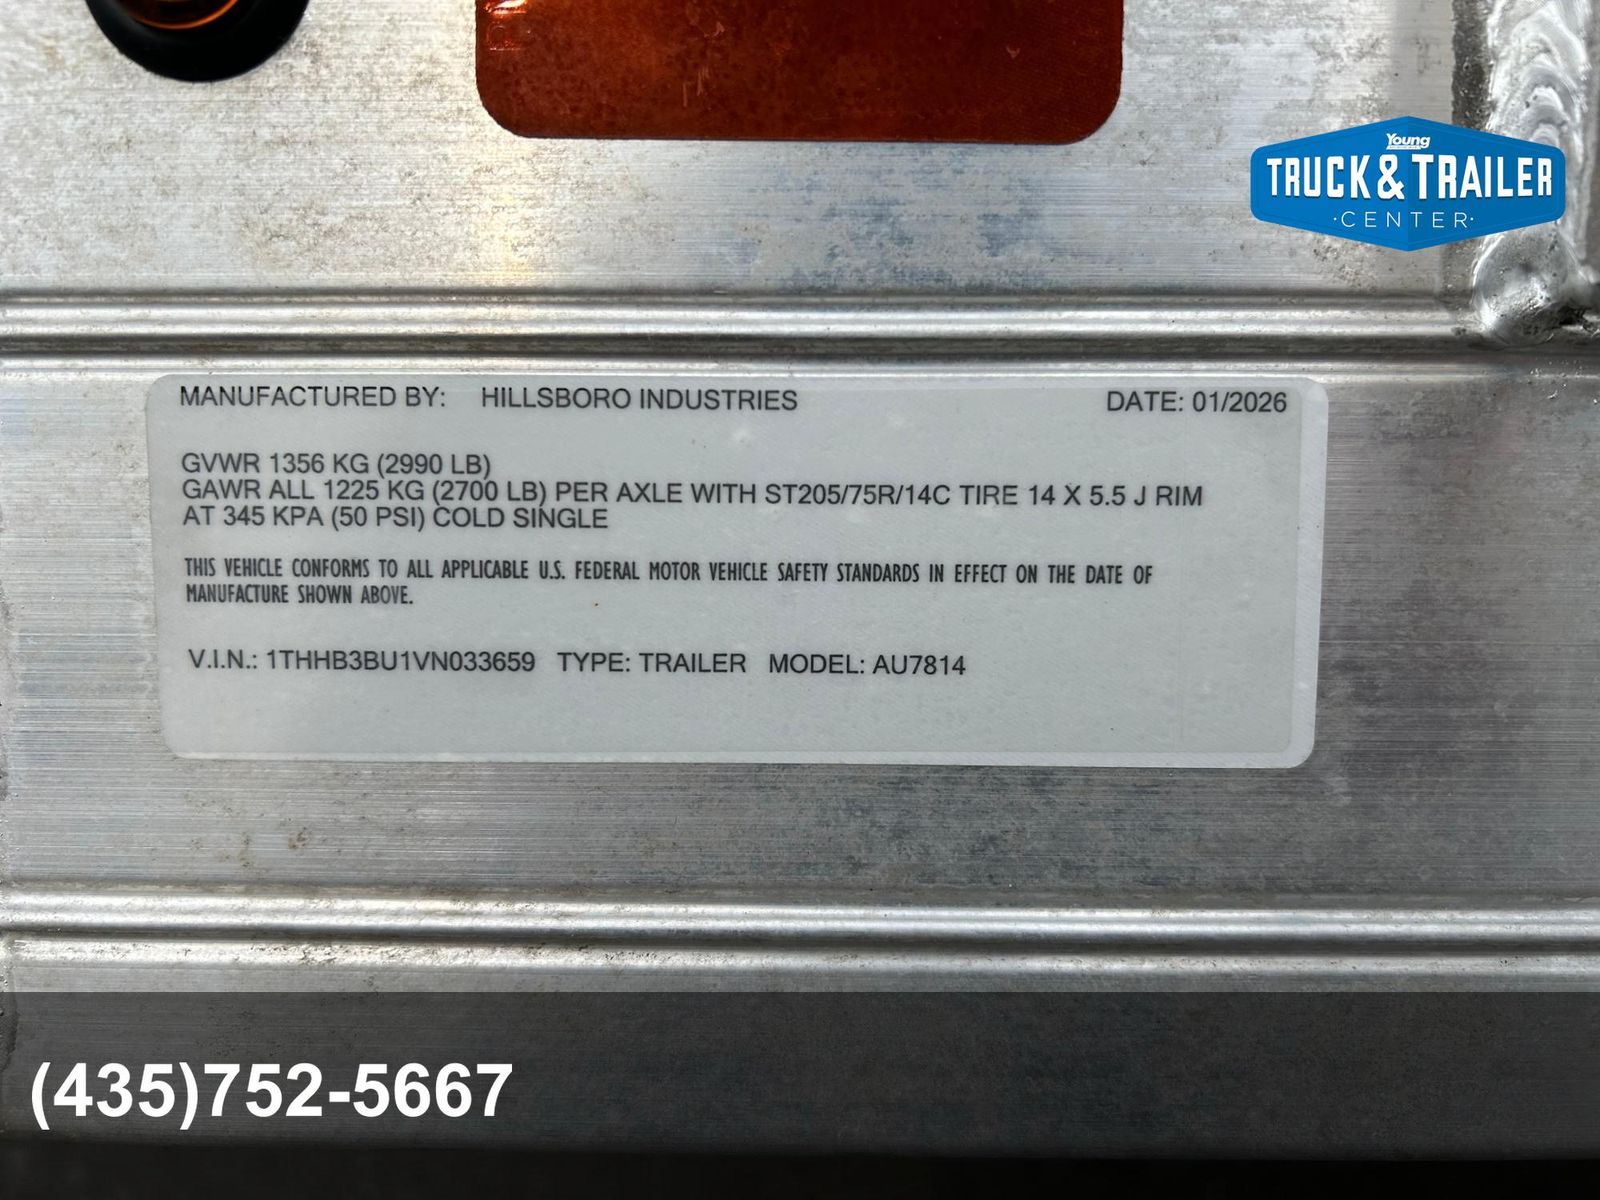 Young
TRUCK & TRAILER
·CENTER·
MANUFACTURED BY: HILLSBORO INDUSTRIES DATE: 01/2026
GVWR 1356 KG (2990 LB)
GAWR ALL 1225 KG (2700 LB) PER AXLE WITH ST205/75R/14C TIRE 14 X 5.5 J RIM
AT 345 KPA (50 PSI) COLD SINGLE
THIS VEHICLE CONFORMS TO ALL APPLICABLE U.S. FEDERAL MOTOR VEHICLE SAFETY STANDARDS IN EFFECT ON THE DATE OF
MANUFACTURE SHOWN ABOVE.
V.I.N.: 1THHB3BU1VN033659 TYPE: TRAILER MODEL: AU7814
(435)752-5667